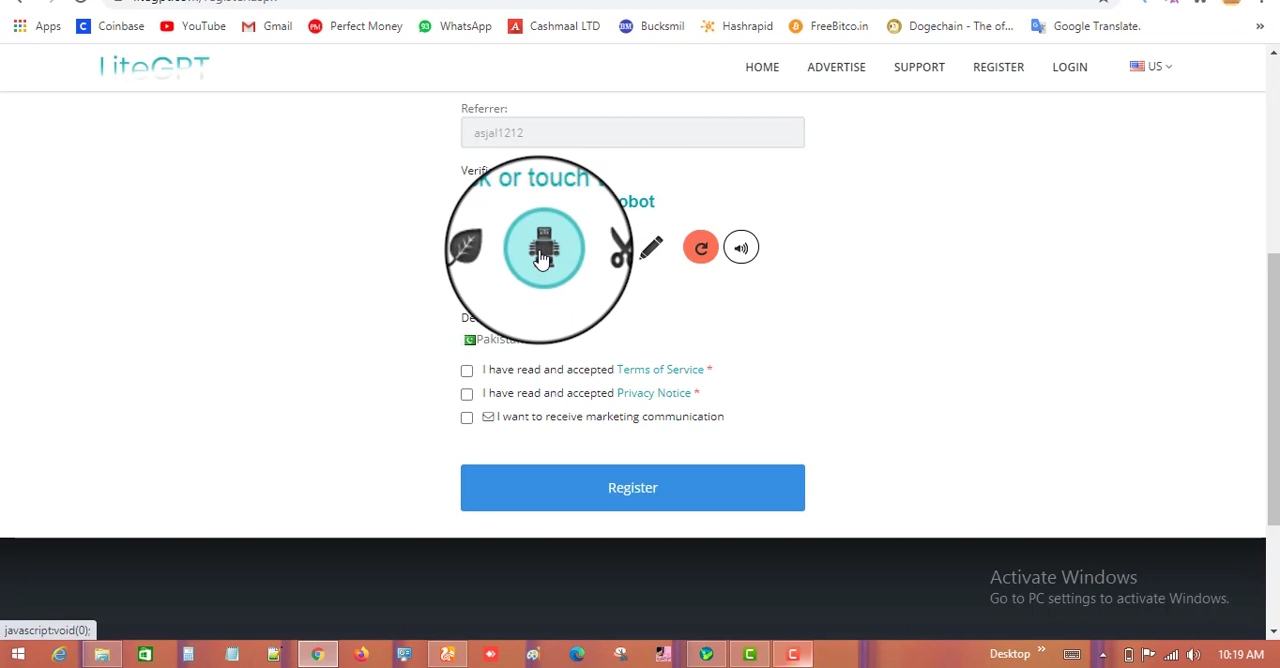 Apps Coinbase YouTube Gmail Perfect Money WhatsApp Cashmaal LTD Bucksmil Hashrapid FreeBitco.in Dogechain - The of... Google Translate. »
LiteGPT HOME ADVERTISE SUPPORT REGISTER LOGIN US
Referrer:
asjal1212
Verifi
k or touch
obot
De
Pakista
I have read and accepted Terms of Service *
I have read and accepted Privacy Notice *
I want to receive marketing communication
Register
Activate Windows
Go to PC settings to activate Windows.
javascript:void(0);
Desktop » 10:19 AM